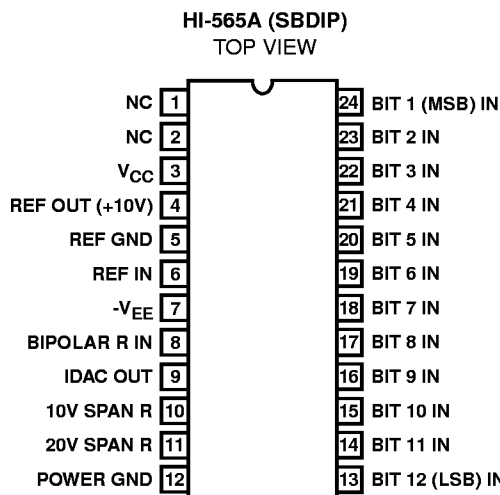 HI-565A (SBDIP)
TOP VIEW
NC 1 24 BIT 1 (MSB) IN
NC 2 23 BIT 2 IN
VCC 3 22 BIT 3 IN
REF OUT (+10V) 4 21 BIT 4 IN
REF GND 5 20 BIT 5 IN
REF IN 6 19 BIT 6 IN
-VEE 7 18 BIT 7 IN
BIPOLAR R IN 8 17 BIT 8 IN
IDAC OUT 9 16 BIT 9 IN
10V SPAN R 10 15 BIT 10 IN
20V SPAN R 11 14 BIT 11 IN
POWER GND 12 13 BIT 12 (LSB) IN